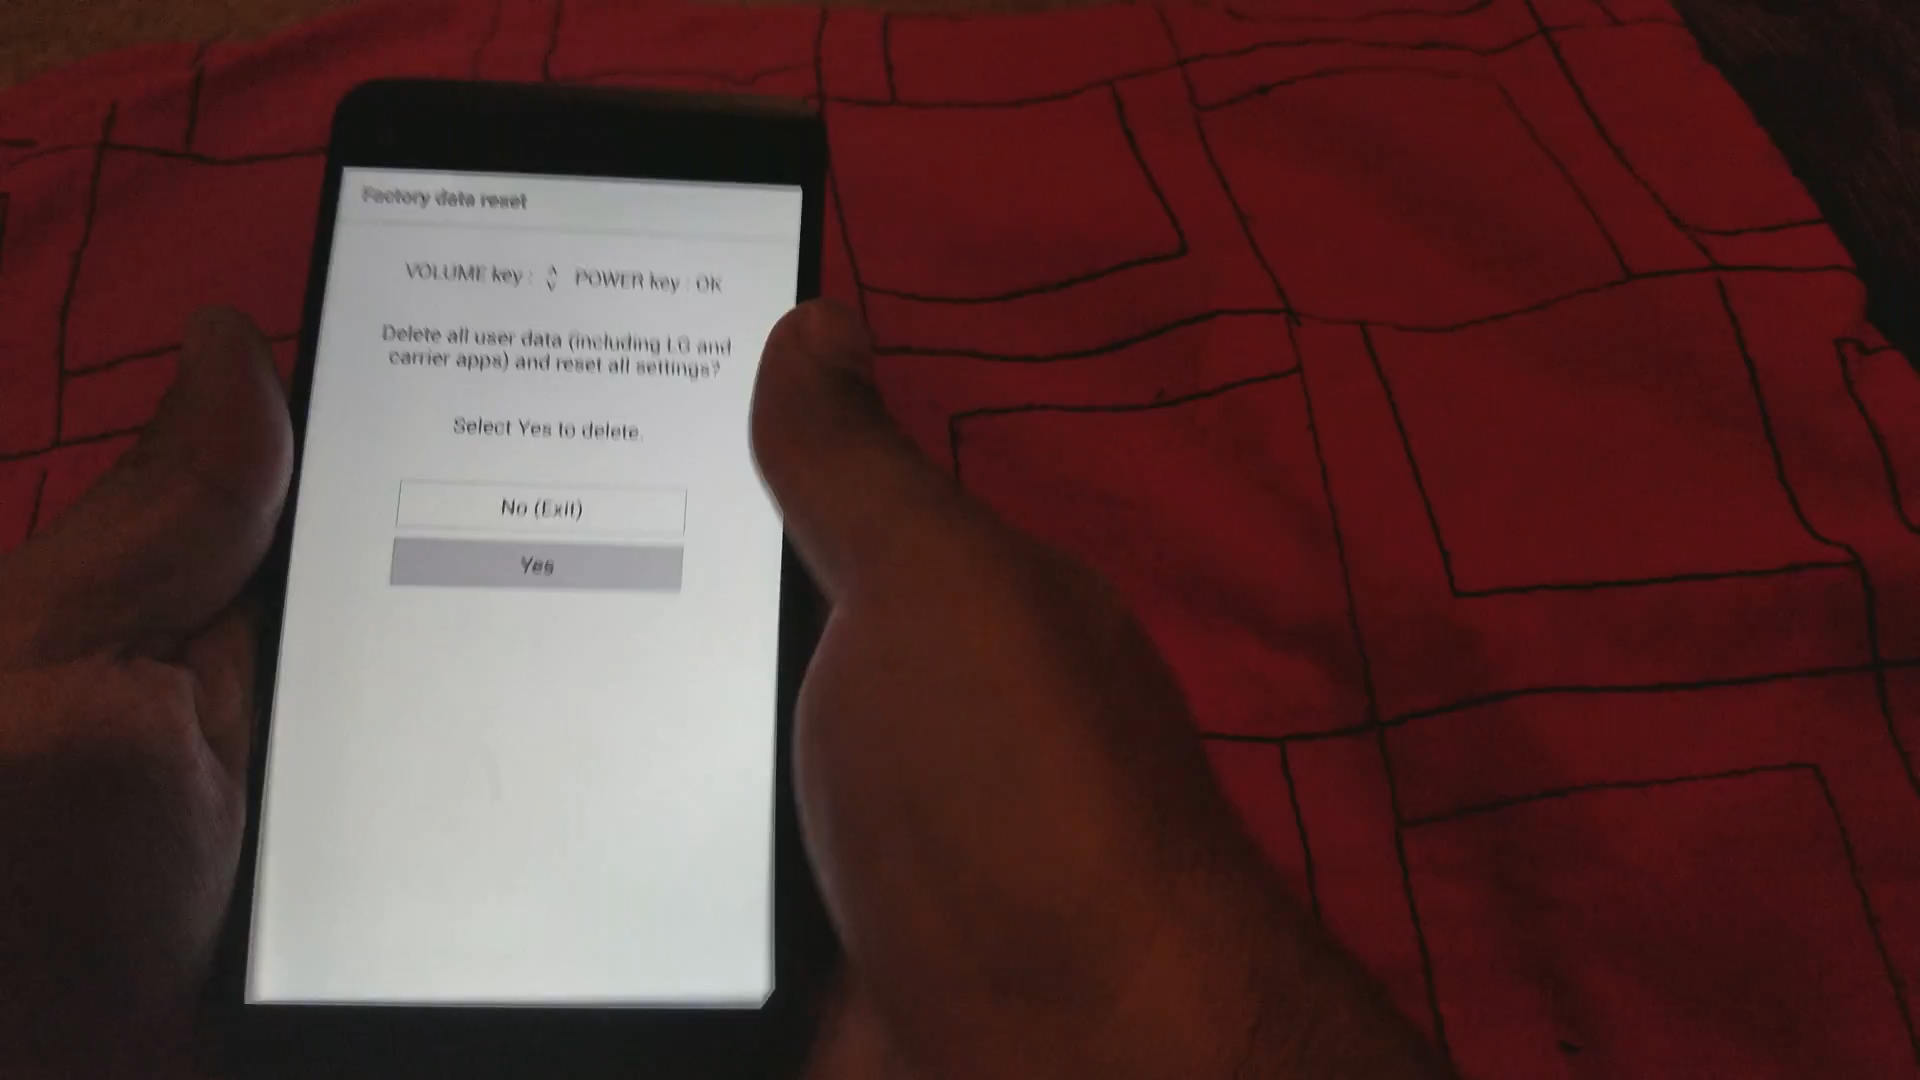 Factory data reset
VOLUME key : POWER key : OK
Delete all user data (including LG and
carrier apps) and reset all settings?
Select Yes to delete.
No (Exit)
Yes